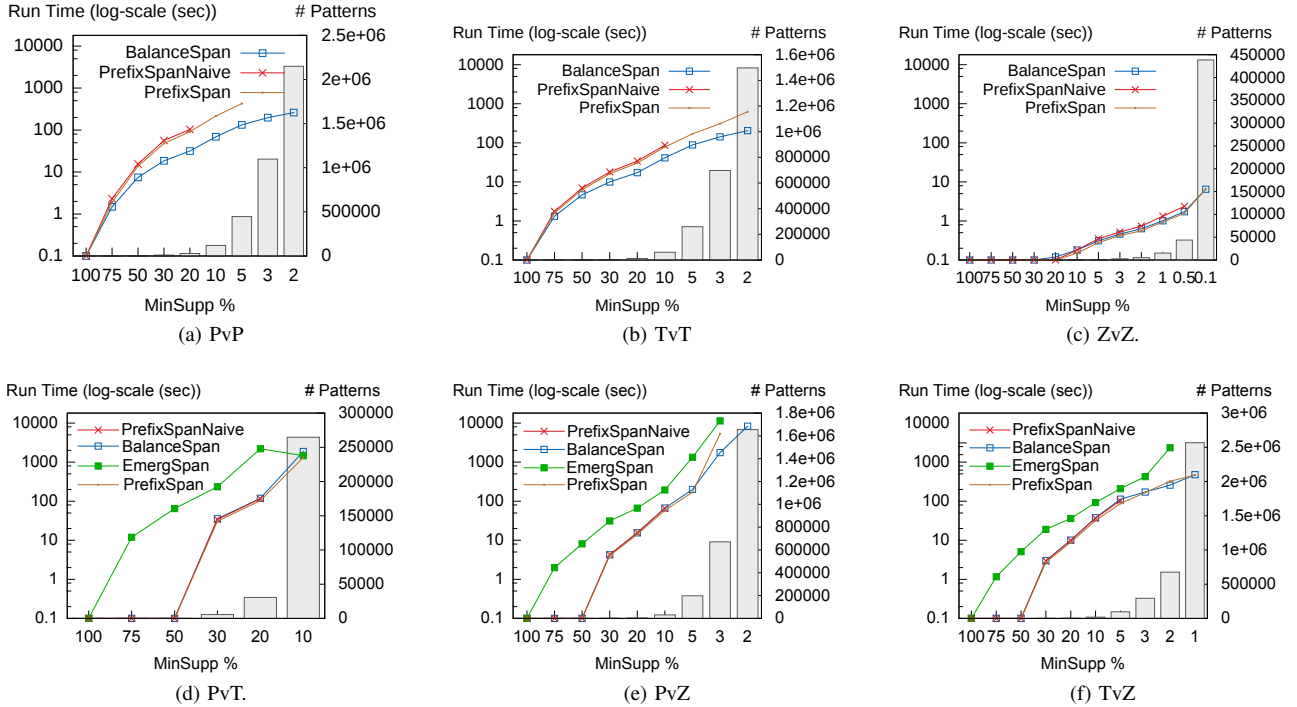 Run Time (log-scale (sec)) # Patterns
10000
1000
100
10
1
0.1
BalanceSpan
PrefixSpanNaive
PrefixSpan
2.5e+06
2e+06
1.5e+06
1e+06
500000
0
100 75 50 30 20 10 5 3 2
MinSupp %
(a) PvP
Run Time (log-scale (sec)) # Patterns
10000
1000
100
10
1
0.1
BalanceSpan
PrefixSpanNaive
PrefixSpan
1.6e+06
1.4e+06
1.2e+06
1e+06
800000
600000
400000
200000
0
100 75 50 30 20 10 5 3 2
MinSupp %
(b) TvT
Run Time (log-scale (sec)) # Patterns
10000
1000
100
10
1
0.1
BalanceSpan
PrefixSpanNaive
PrefixSpan
450000
400000
350000
300000
250000
200000
150000
100000
50000
0
100 75 50 30 20 10 5 3 2 1 0.5 0.1
MinSupp %
(c) ZvZ.
Run Time (log-scale (sec)) # Patterns
10000
1000
100
10
1
0.1
PrefixSpanNaive
BalanceSpan
EmergSpan
PrefixSpan
300000
250000
200000
150000
100000
50000
0
100 75 50 30 20 10
MinSupp %
(d) PvT.
Run Time (log-scale (sec)) # Patterns
10000
1000
100
10
1
0.1
PrefixSpanNaive
BalanceSpan
EmergSpan
PrefixSpan
1.8e+06
1.6e+06
1.4e+06
1.2e+06
1e+06
800000
600000
400000
200000
0
100 75 50 30 20 10 5 3 2
MinSupp %
(e) PvZ
Run Time (log-scale (sec)) # Patterns
10000
1000
100
10
1
0.1
PrefixSpanNaive
BalanceSpan
EmergSpan
PrefixSpan
3e+06
2.5e+06
2e+06
1.5e+06
1e+06
500000
0
100 75 50 30 20 10 5 3 2 1
MinSupp %
(f) TvZ